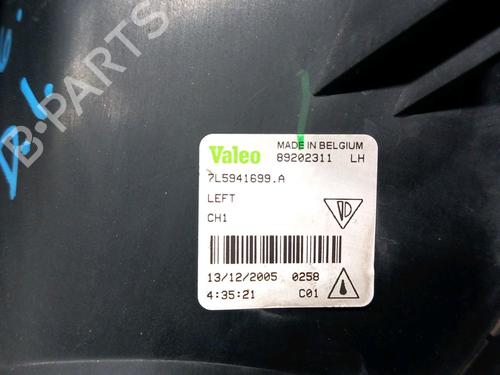 Valeo MADE IN BELGIUM
89202311 LH
7L5941699.A
LEFT
CH1
13/12/2005 0258
4:35:21 C01
B-PARTS